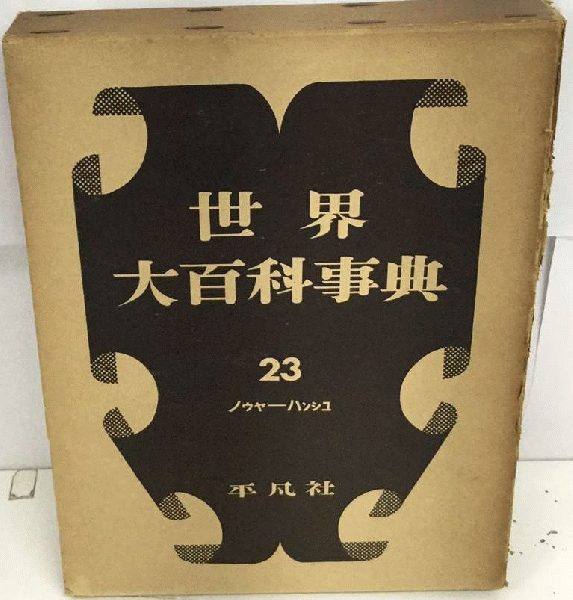 世界
大百科事典
23
ノウヤーハンシユ
平凡社